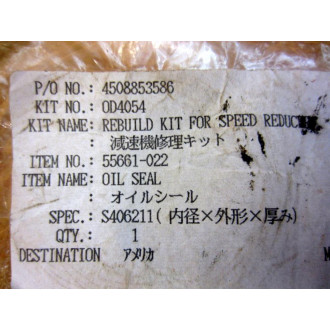 P/O NO.: 4508853586
KIT NO.: OD4054
KIT NAME: REBUILD KIT FOR SPEED
: 減速機修理キット
ITEM NO.: 55661-022
ITEM NAME: OIL SEAL
: オイルシール
SPEC.: S406211(内径×外形×厚み)
QTY.: 1
DESTINATION アメリカ